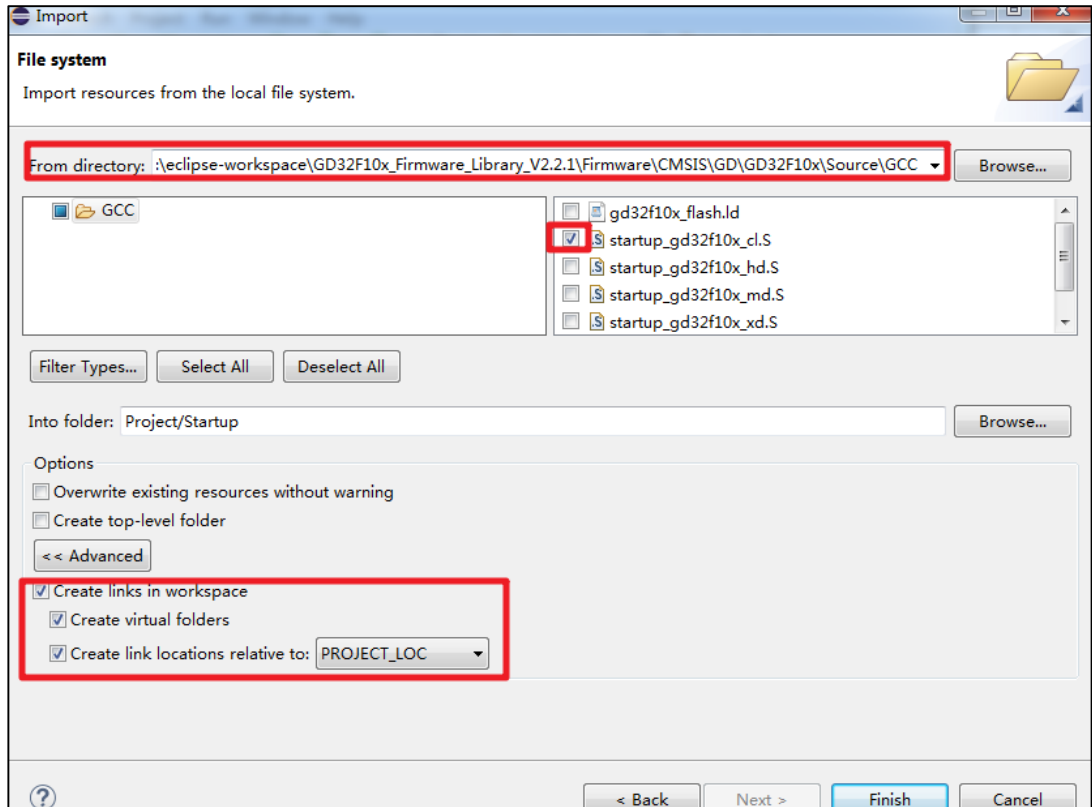 Import
File system
Import resources from the local file system.
From directory: :\eclipse-workspace\GD32F10x_Firmware_Library_V2.2.1\Firmware\CMSIS\GD\GD32F10x\Source\GCC
Browse...
GCC
gd32f10x_flash.ld
startup_gd32f10x_cl.S
startup_gd32f10x_hd.S
startup_gd32f10x_md.S
startup_gd32f10x_xd.S
Filter Types... Select All Deselect All
Into folder: Project/Startup Browse...
Options
Overwrite existing resources without warning
Create top-level folder
<< Advanced
Create links in workspace
Create virtual folders
Create link locations relative to: PROJECT_LOC
< Back Next > Finish Cancel